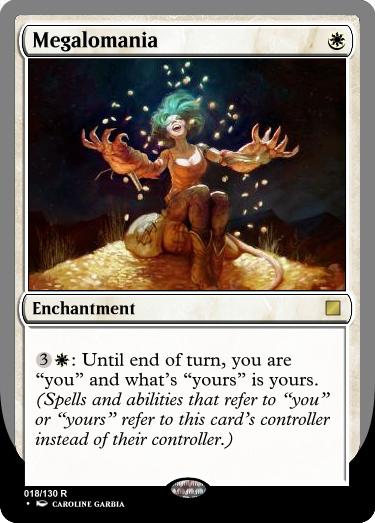 Megalomania
Enchantment
3 : Until end of turn, you are
“you” and what’s “yours” is yours.
(Spells and abilities that refer to “you”
or “yours” refer to this card’s controller
instead of their controller.)
018/130 R
• CAROLINE GARBIA